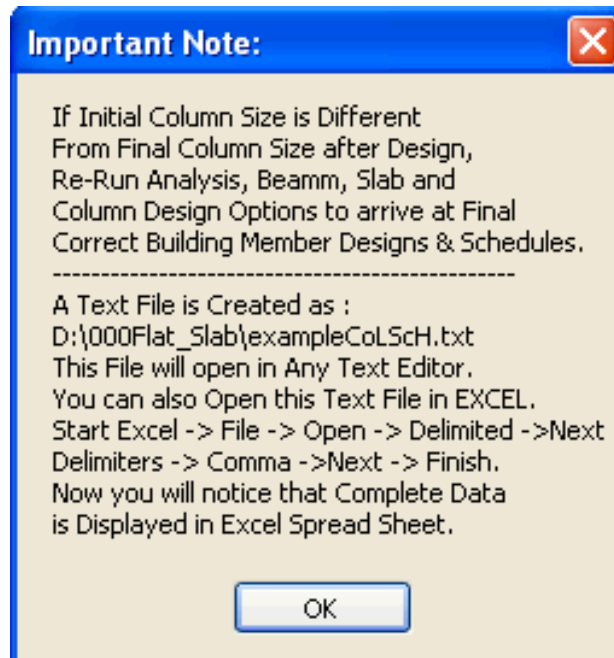 Important Note:
If Initial Column Size is Different
From Final Column Size after Design,
Re-Run Analysis, Beamm, Slab and
Column Design Options to arrive at Final
Correct Building Member Designs & Schedules.
------------------------------------------------
A Text File is Created as :
D:\000Flat_Slab\exampleCoLScH.txt
This File will open in Any Text Editor.
You can also Open this Text File in EXCEL.
Start Excel -> File -> Open -> Delimited ->Next
Delimiters -> Comma ->Next -> Finish.
Now you will notice that Complete Data
is Displayed in Excel Spread Sheet.
OK